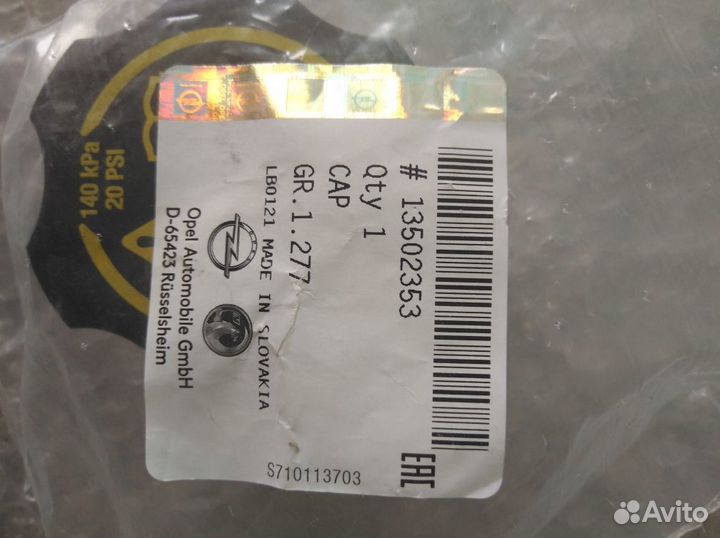 # 13502353
Qty 1
CAP
GR.1.277
LB0121 MADE IN SLOVAKIA
Opel Automobile GmbH
D-65423 Rüsselsheim
S710113703
EAC
140 kPa
20 PSI
Avito